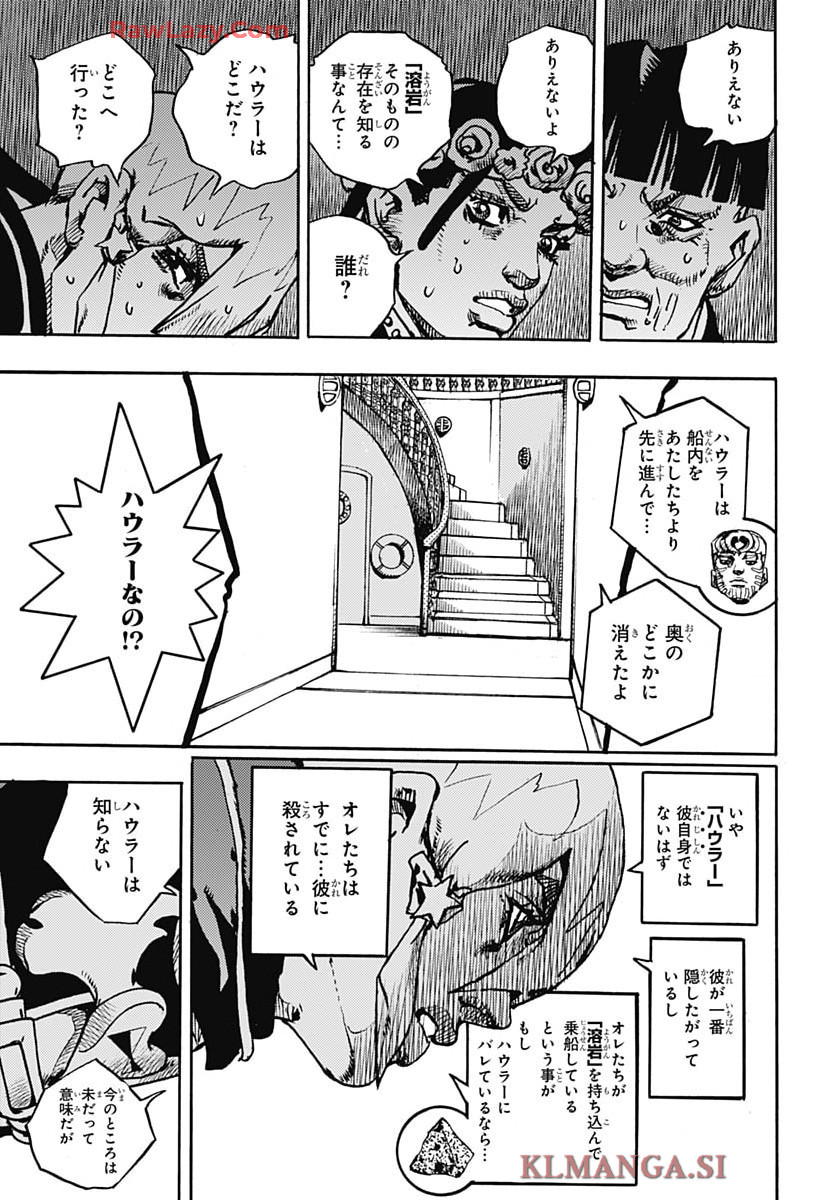 RawLazy.Com
ありえない
ありえないよ
「溶岩」
そのものの
存在を知る
事なんて…
誰?
ハウラーは
どこだ?
どこへ
行った?
ハウラーは
船内を
あたしたちより
先に進んで…
奥の
どこかに
消えたよ
ハウラーなの!?
いや
「ハウラー」
彼自身では
ないはず
彼が一番
隠したがって
いるし
オレたちが
「溶岩」を持ち込んで
乗船している
という事が
もし
ハウラーに
バレているなら…
オレたちは
すでに…彼に
殺されている
ハウラーは
知らない
今のところは
未だって
意味だが
KLMANGA.SI